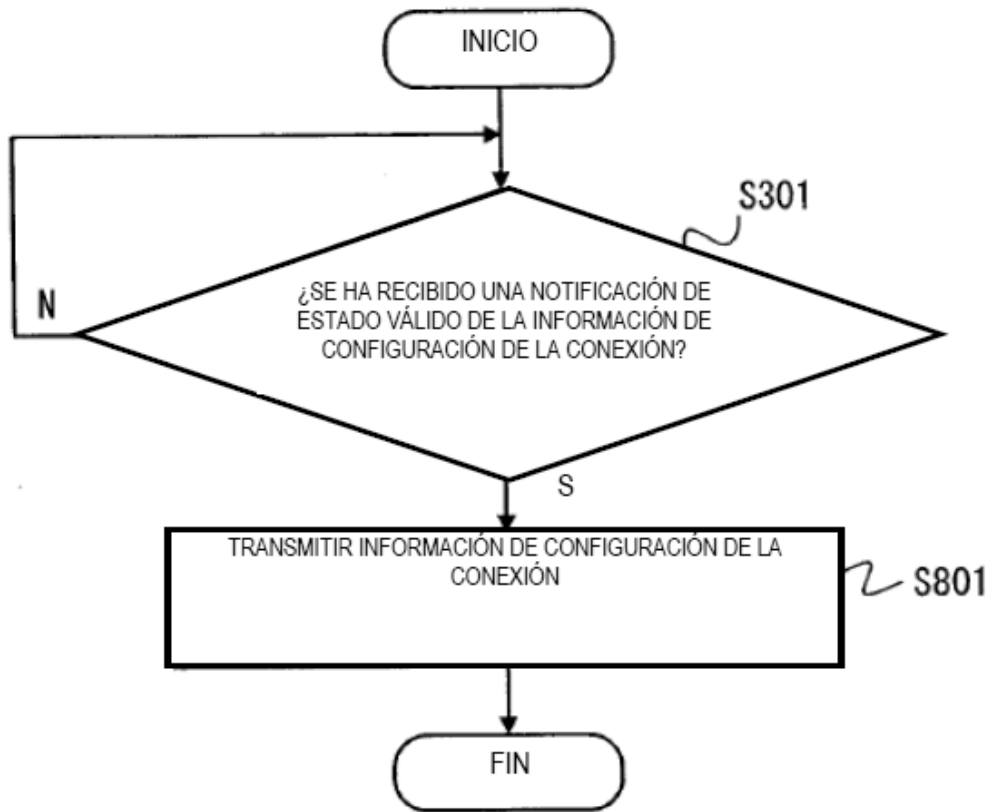 INICIO
S301
¿SE HA RECIBIDO UNA NOTIFICACIÓN DE
ESTADO VÁLIDO DE LA INFORMACIÓN DE
CONFIGURACIÓN DE LA CONEXIÓN?
N
S
TRANSMITIR INFORMACIÓN DE CONFIGURACIÓN DE LA
CONEXIÓN
S801
FIN